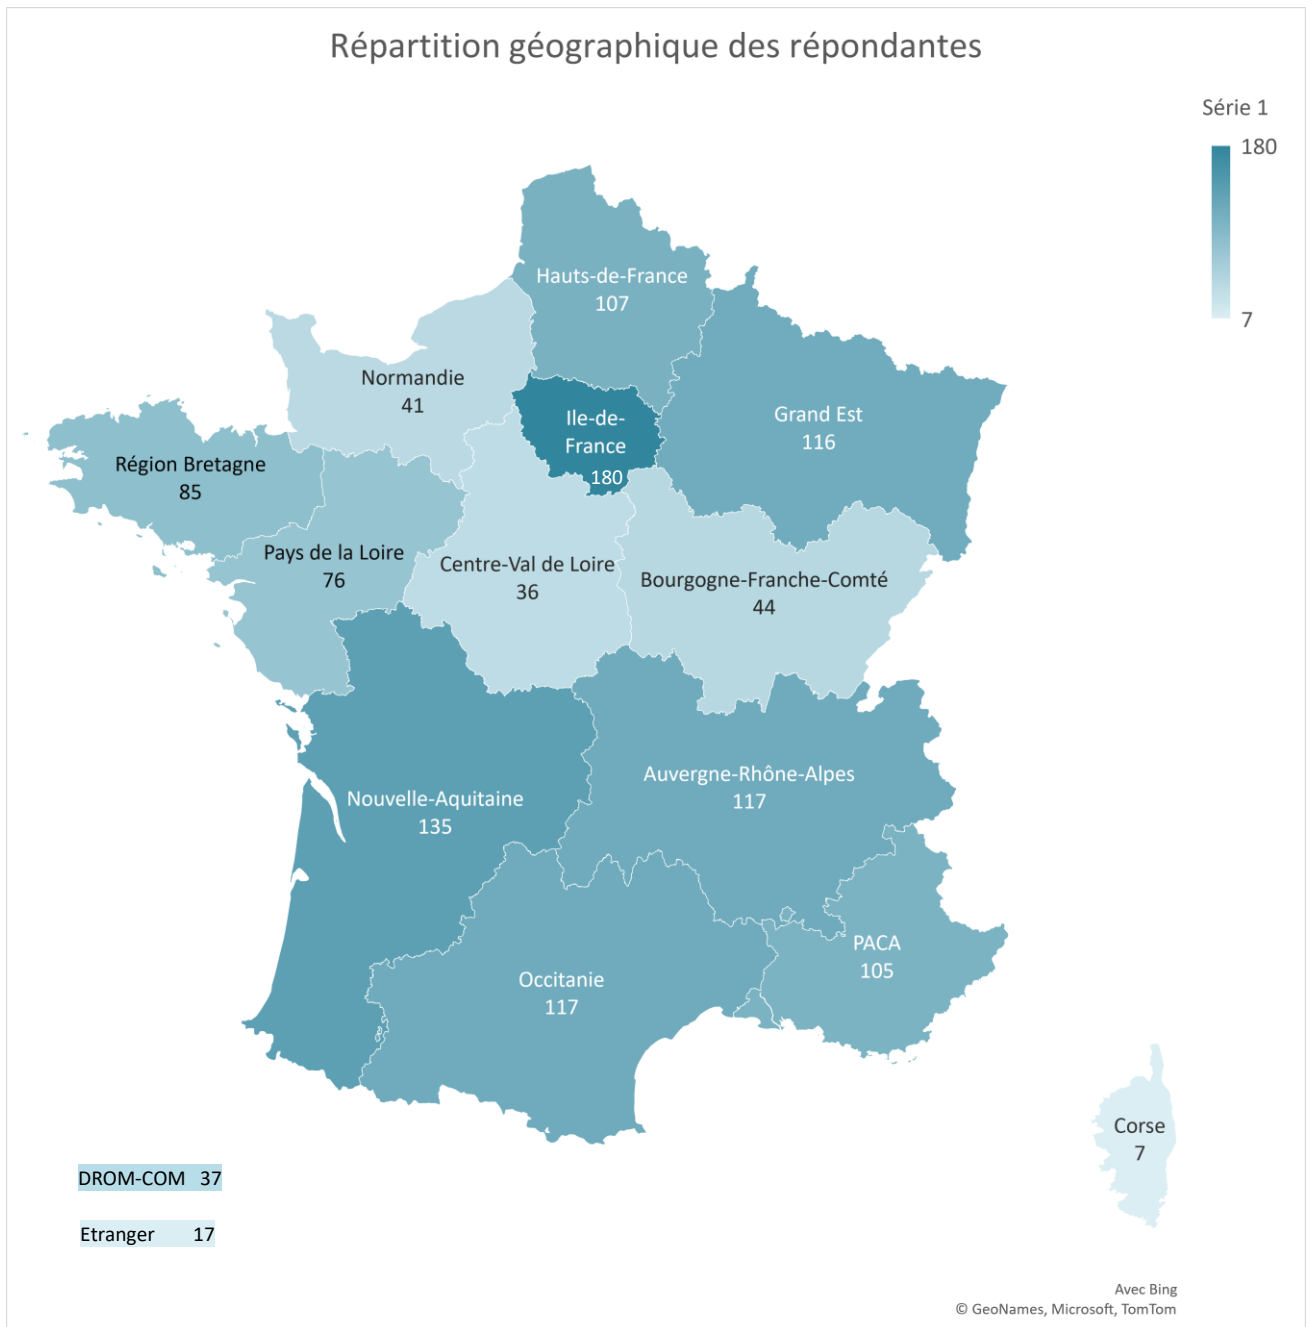 Répartition géographique des répondantes
Série 1
180
7
Hauts-de-France
107
Normandie
41
Ile-de-
France
180
Grand Est
116
Région Bretagne
85
Pays de la Loire
76
Centre-Val de Loire
36
Bourgogne-Franche-Comté
44
Auvergne-Rhône-Alpes
117
Nouvelle-Aquitaine
135
PACA
105
Occitanie
117
Corse
7
DROM-COM 37
Etranger 17
Avec Bing
© GeoNames, Microsoft, TomTom